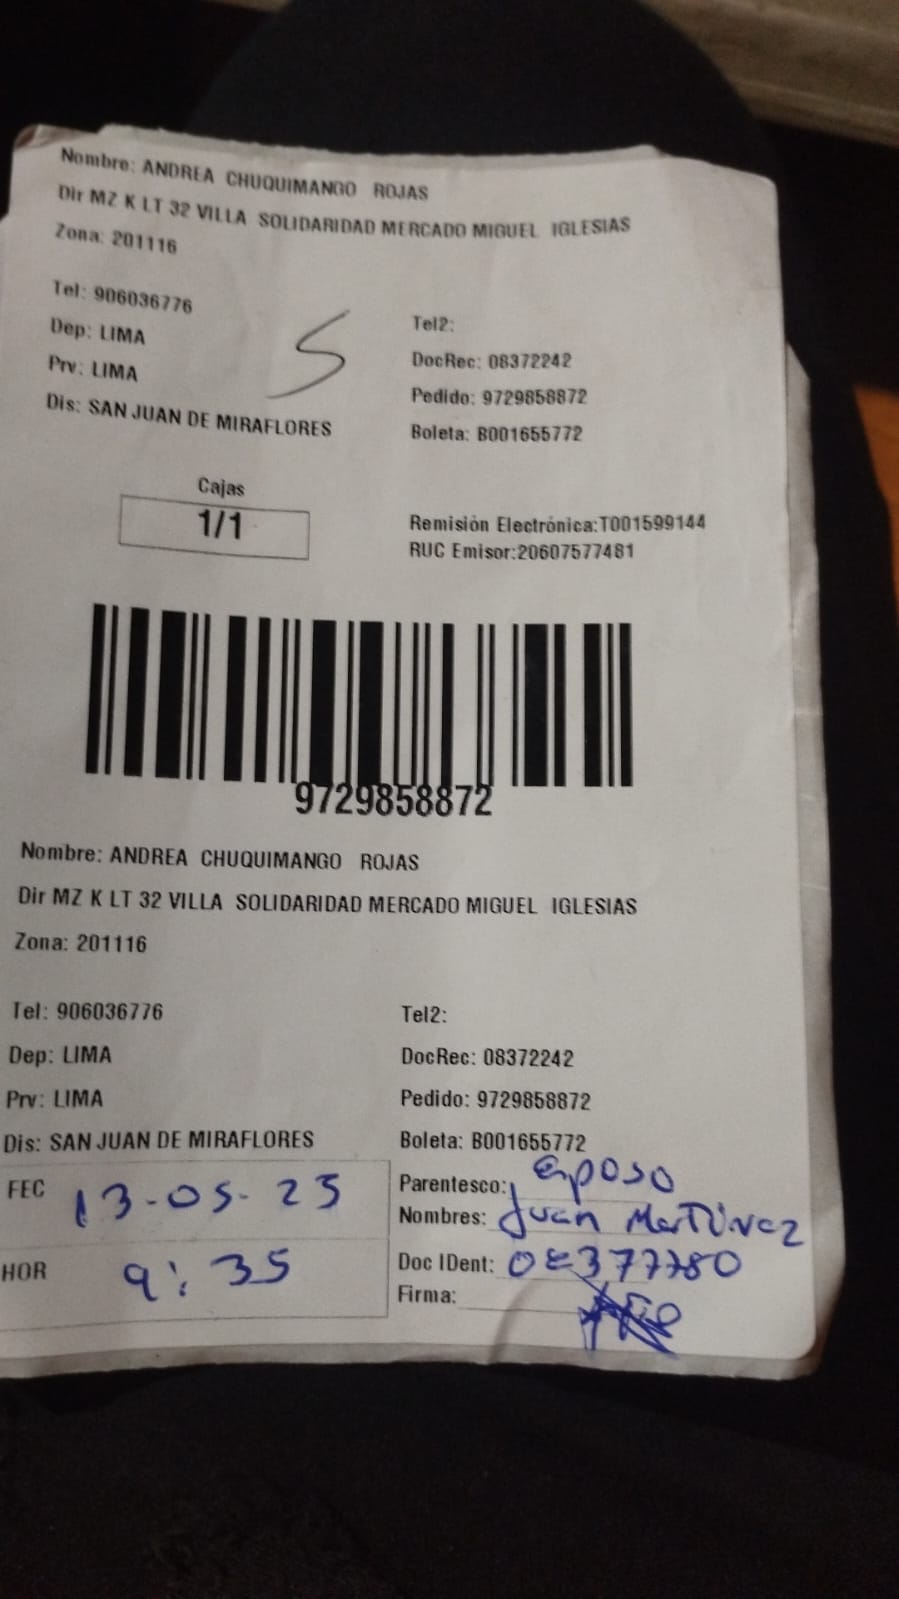 Nombre: ANDREA CHUQUIMANGO ROJAS
Dir MZ K LT 32 VILLA SOLIDARIDAD MERCADO MIGUEL IGLESIAS
Zona: 201116
Tel: 906036776
Tel2:
Dep: LIMA
DocRec: 08372242
Prv: LIMA
Pedido: 9729858872
Dis: SAN JUAN DE MIRAFLORES
Boleta: B001655772
Cajas
1/1
Remisión Electrónica:T001599144
RUC Emisor:20607577481
9729858872
Nombre: ANDREA CHUQUIMANGO ROJAS
Dir MZ K LT 32 VILLA SOLIDARIDAD MERCADO MIGUEL IGLESIAS
Zona: 201116
Tel: 906036776
Tel2:
Dep: LIMA
DocRec: 08372242
Prv: LIMA
Pedido: 9729858872
Dis: SAN JUAN DE MIRAFLORES
Boleta: B001655772
FEC 13-05-25
Parentesco: esposo
Nombres: Juan Martinez
HOR 9:35
Doc IDent:
Firma: